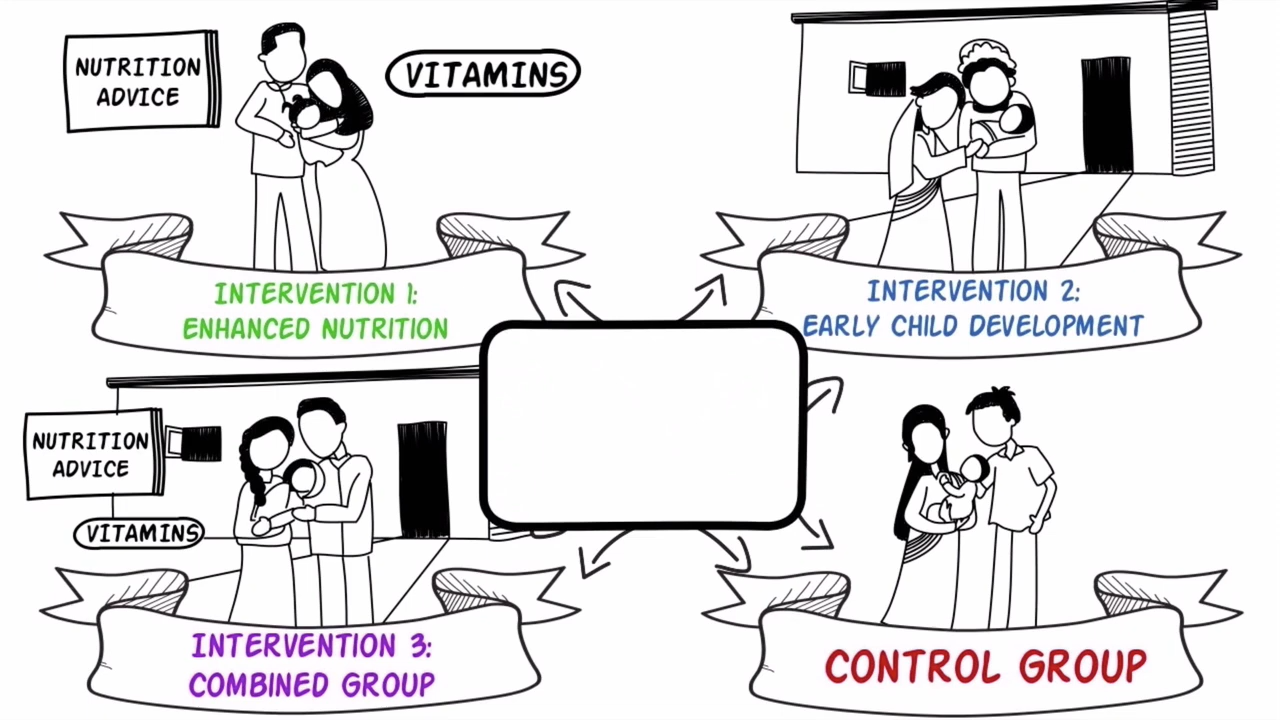 NUTRITION
ADVICE
VITAMINS
INTERVENTION 1:
ENHANCED NUTRITION
INTERVENTION 2:
EARLY CHILD DEVELOPMENT
NUTRITION
ADVICE
VITAMINS
INTERVENTION 3:
COMBINED GROUP
CONTROL GROUP